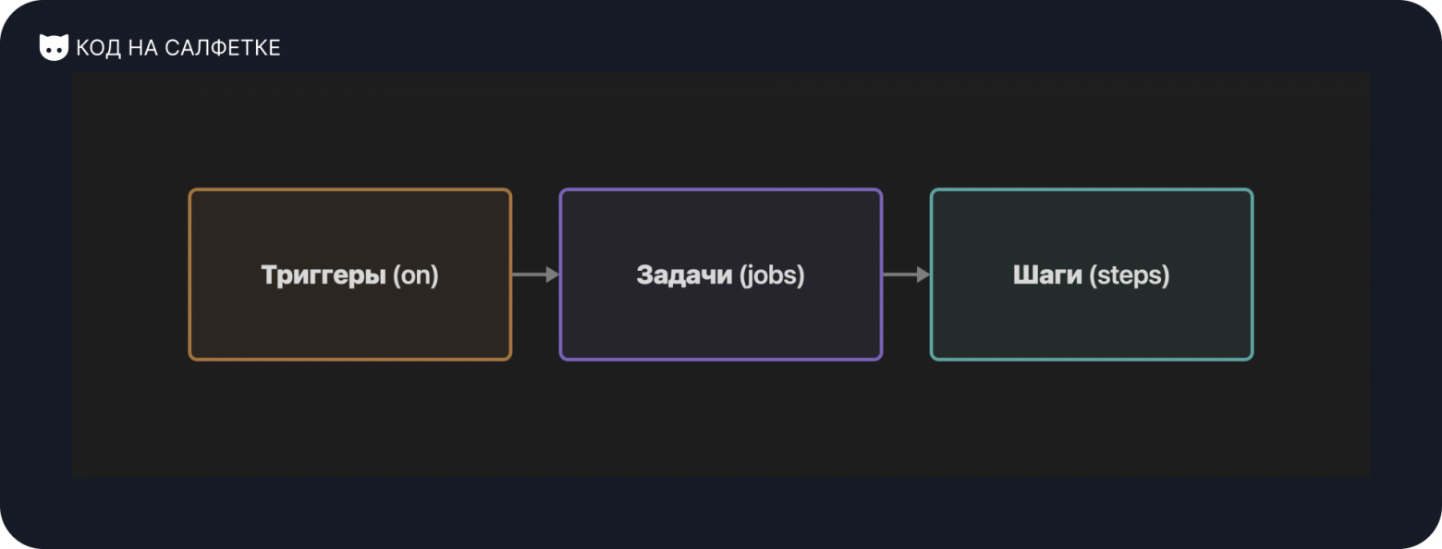 КОД НА САЛФЕТКЕ
Триггеры (on)
Задачи (jobs)
Шаги (steps)